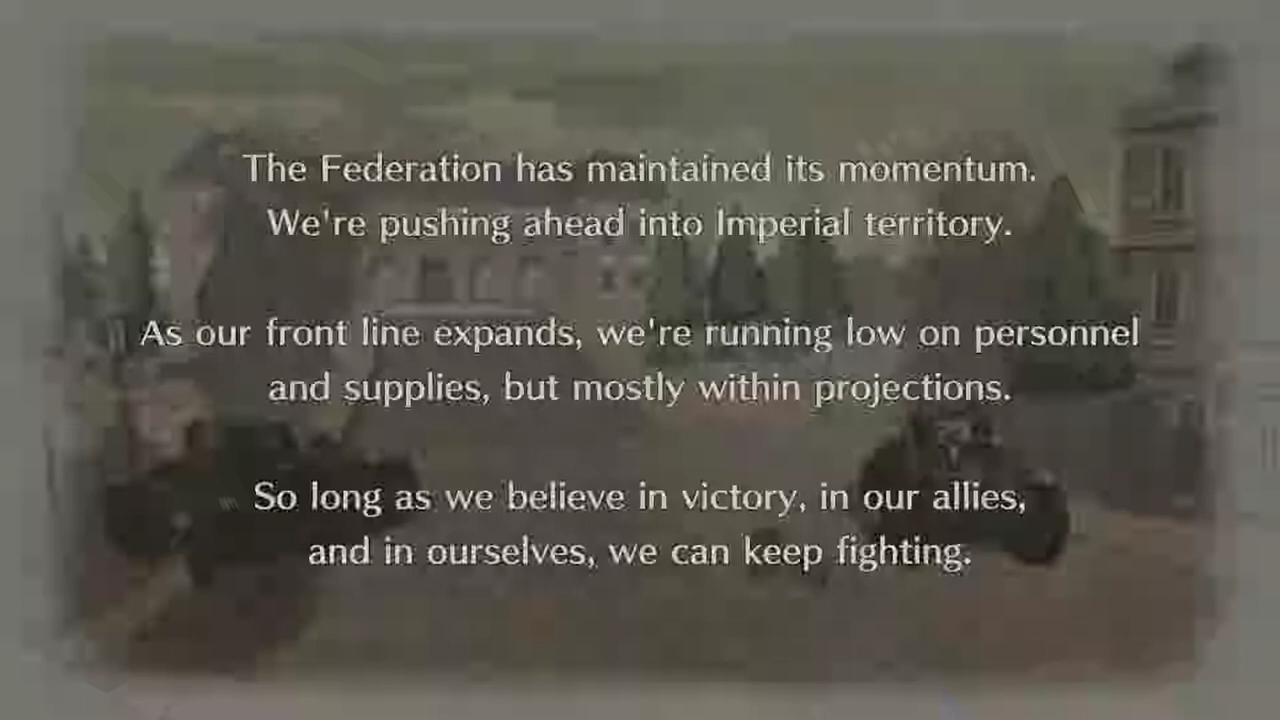 The Federation has maintained its momentum.
We're pushing ahead into Imperial territory.
As our front line expands, we're running low on personnel
and supplies, but mostly within projections.
So long as we believe in victory, in our allies,
and in ourselves, we can keep fighting.